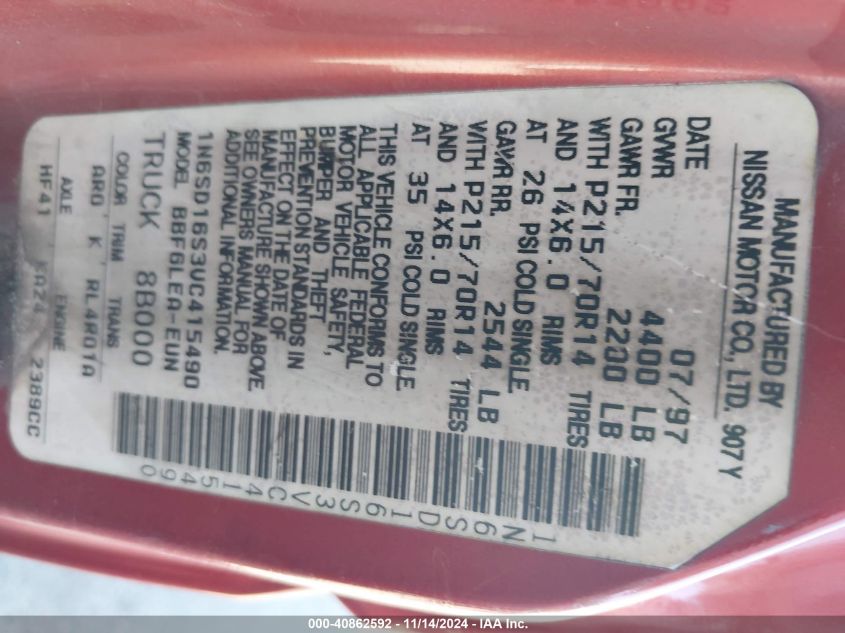 MANUFACTURED BY
NISSAN MOTOR CO., LTD. 907Y
DATE 07/97
GVWR 4400 LB
GAWR FR. 2200 LB
WITH P215/70R14 TIRES
AND 14X6.0 RIMS
AT 26 PSI COLD SINGLE
GAWR RR. 2544 LB
WITH P215/70R14 TIRES
AND 14X6.0 RIMS
AT 35 PSI COLD SINGLE
THIS VEHICLE CONFORMS TO
ALL APPLICABLE FEDERAL
MOTOR VEHICLE SAFETY,
BUMPER AND THEFT
PREVENTION STANDARDS IN
EFFECT ON THE DATE OF
MANUFACTURE SHOWN ABOVE.
SEE OWNERS MANUAL FOR
ADDITIONAL INFORMATION.
1N6SD16S3VC415490
MODEL BBF6LEA-EUN
TRUCK 8B000
COLOR TRIM TRANS
AR0 K RL4R01A
AXLE ENGINE
HF41 KA24 2389CC
1N6SD16S3VC415490
000-40862592 - 11/14/2024 - IAA Inc.